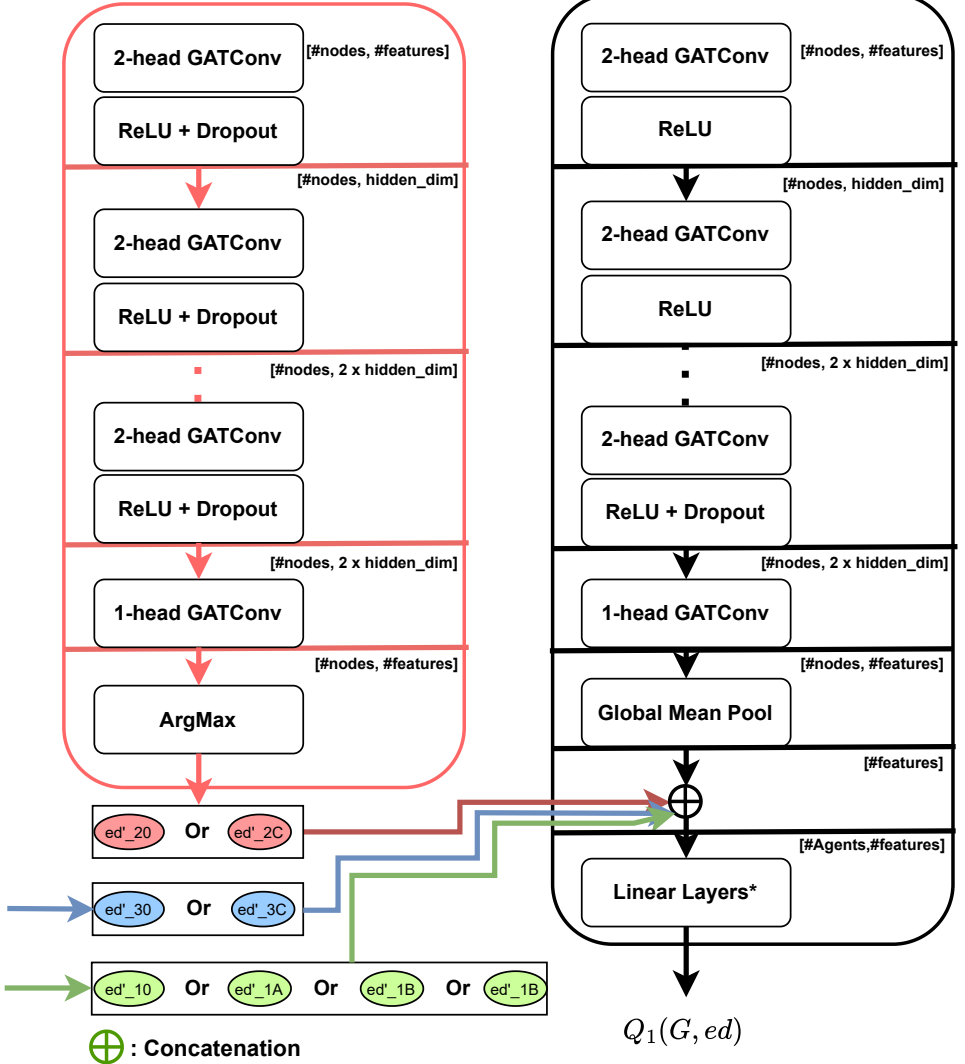 2-head GATConv
[#nodes, #features]
ReLU + Dropout
[#nodes, hidden_dim]
2-head GATConv
ReLU + Dropout
[#nodes, 2 x hidden_dim]
2-head GATConv
ReLU + Dropout
[#nodes, 2 x hidden_dim]
1-head GATConv
[#nodes, #features]
ArgMax
ed'_20 Or ed'_2C
ed'_30 Or ed'_3C
ed'_10 Or ed'_1A Or ed'_1B Or ed'_1B
: Concatenation
2-head GATConv
[#nodes, #features]
ReLU
[#nodes, hidden_dim]
2-head GATConv
ReLU
[#nodes, 2 x hidden_dim]
2-head GATConv
ReLU + Dropout
[#nodes, 2 x hidden_dim]
1-head GATConv
[#nodes, #features]
Global Mean Pool
[#features]
[#Agents,#features]
Linear Layers*
Q_1(G, ed)